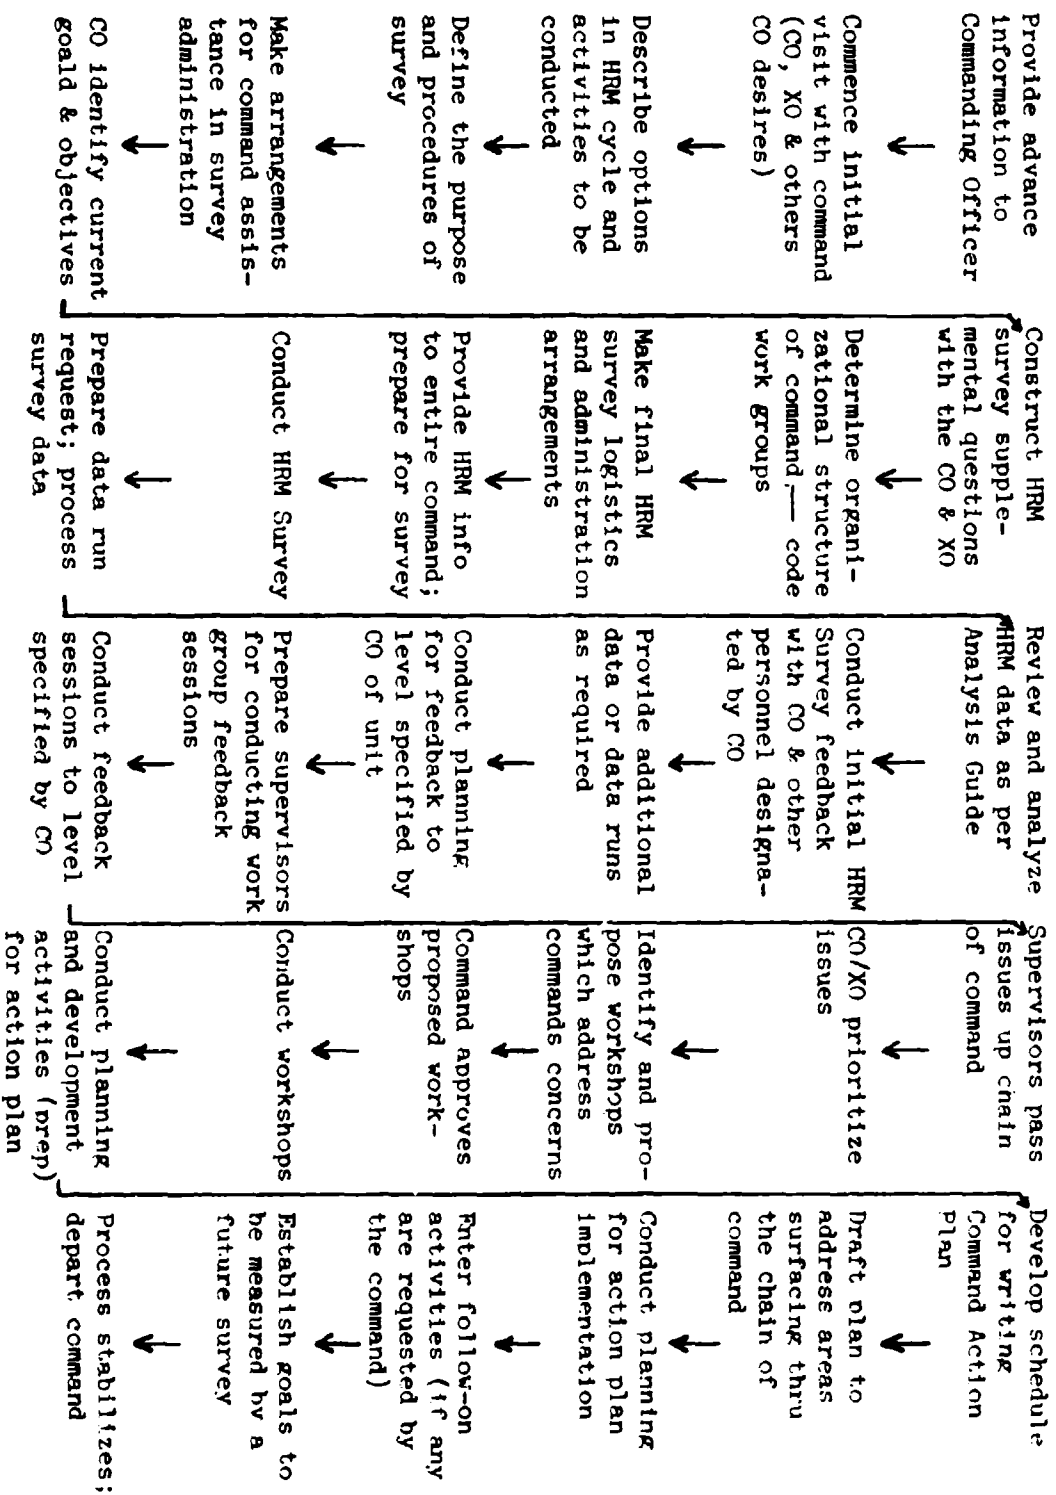 Provide advance
information to
Commanding Officer
Commence initial
visit with command
(CO, XO & others
CO desires)
Describe options
in HRM cycle and
activities to be
conducted
Define the purpose
and procedures of
survey
Make arrangements
for command assis-
tance in survey
administration
CO identify current
goald & objectives
Construct HRM
survey supple-
mental questions
with the CO & XO
Determine organi-
zational structure
of command — code
work groups
Make final HRM
survey logistics
and administration
arrangements
Provide HRM info
to entire command;
prepare for survey
Conduct HRM Survey
Prepare data run
request; process
survey data
Review and analyze
HRM data as per
Analysis Guide
Conduct initial HRM
Survey feedback
with CO & other
personnel designa-
ted by CO
Provide additional
data or data runs
as required
Conduct planning
for feedback to
level specified by
CO of unit
Prepare supervisors
for conducting work
group feedback
sessions
Conduct feedback
sessions to level
specified by CO
Supervisors pass
issues up chain
of command
CO/XO prioritize
issues
Identify and pro-
pose workshops
which address
commands concerns
Command approves
proposed work-
shops
Conduct workshops
Conduct planning
and development
activities (prep)
for action plan
Develop schedule
for writing
Command Action
Plan
Draft plan to
address areas
surfacing thru
the chain of
command
Conduct planning
for action plan
implementation
Enter follow-on
activities (if any
are requested by
the command)
Establish goals to
be measured by a
future survey
Process stabilizes;
depart command